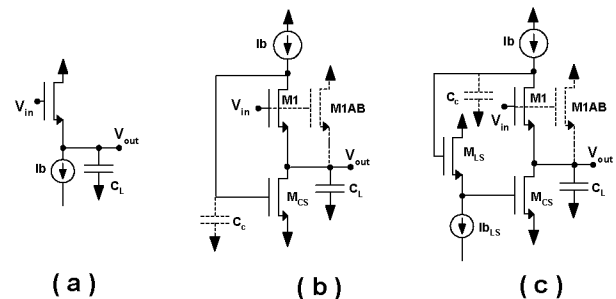 Vin
Ib
Vout
CL
( a )
Ib
M1
M1AB
Vin
Vout
MCS
CL
Cc
( b )
Ib
Cc
M1
M1AB
Vin
MLS
Vout
MCS
CL
IbLS
( c )